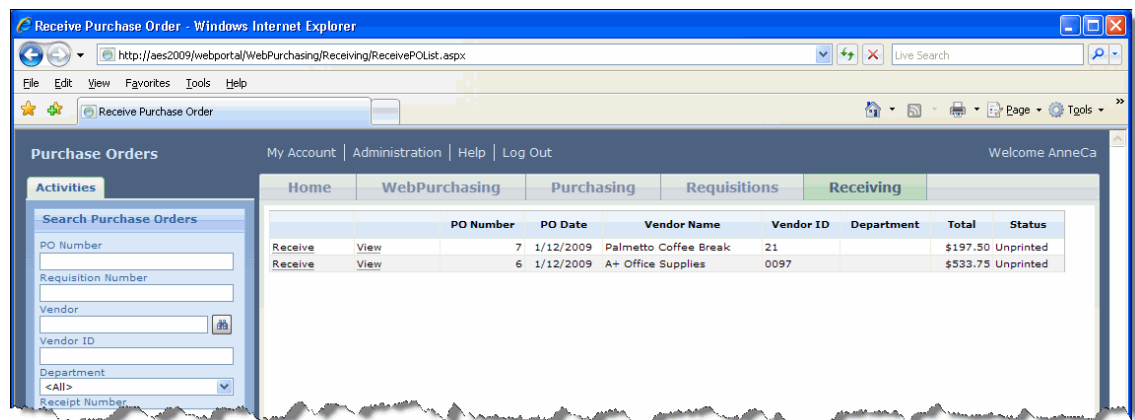 Receive Purchase Order - Windows Internet Explorer
http://aes2009/webportal/WebPurchasing/Receiving/ReceivePOList.aspx
Live Search
File Edit View Favorites Tools Help
Receive Purchase Order
Page Tools »
Purchase Orders
My Account | Administration | Help | Log Out
Welcome AnneCa
Activities
Home WebPurchasing Purchasing Requisitions Receiving
Search Purchase Orders
PO Number
Requisition Number
Vendor
Vendor ID
Department
<All>
Receipt Number
PO Number PO Date Vendor Name Vendor ID Department Total Status
Receive View 7 1/12/2009 Palmetto Coffee Break 21 $197.50 Unprinted
Receive View 6 1/12/2009 A+ Office Supplies 0097 $533.75 Unprinted